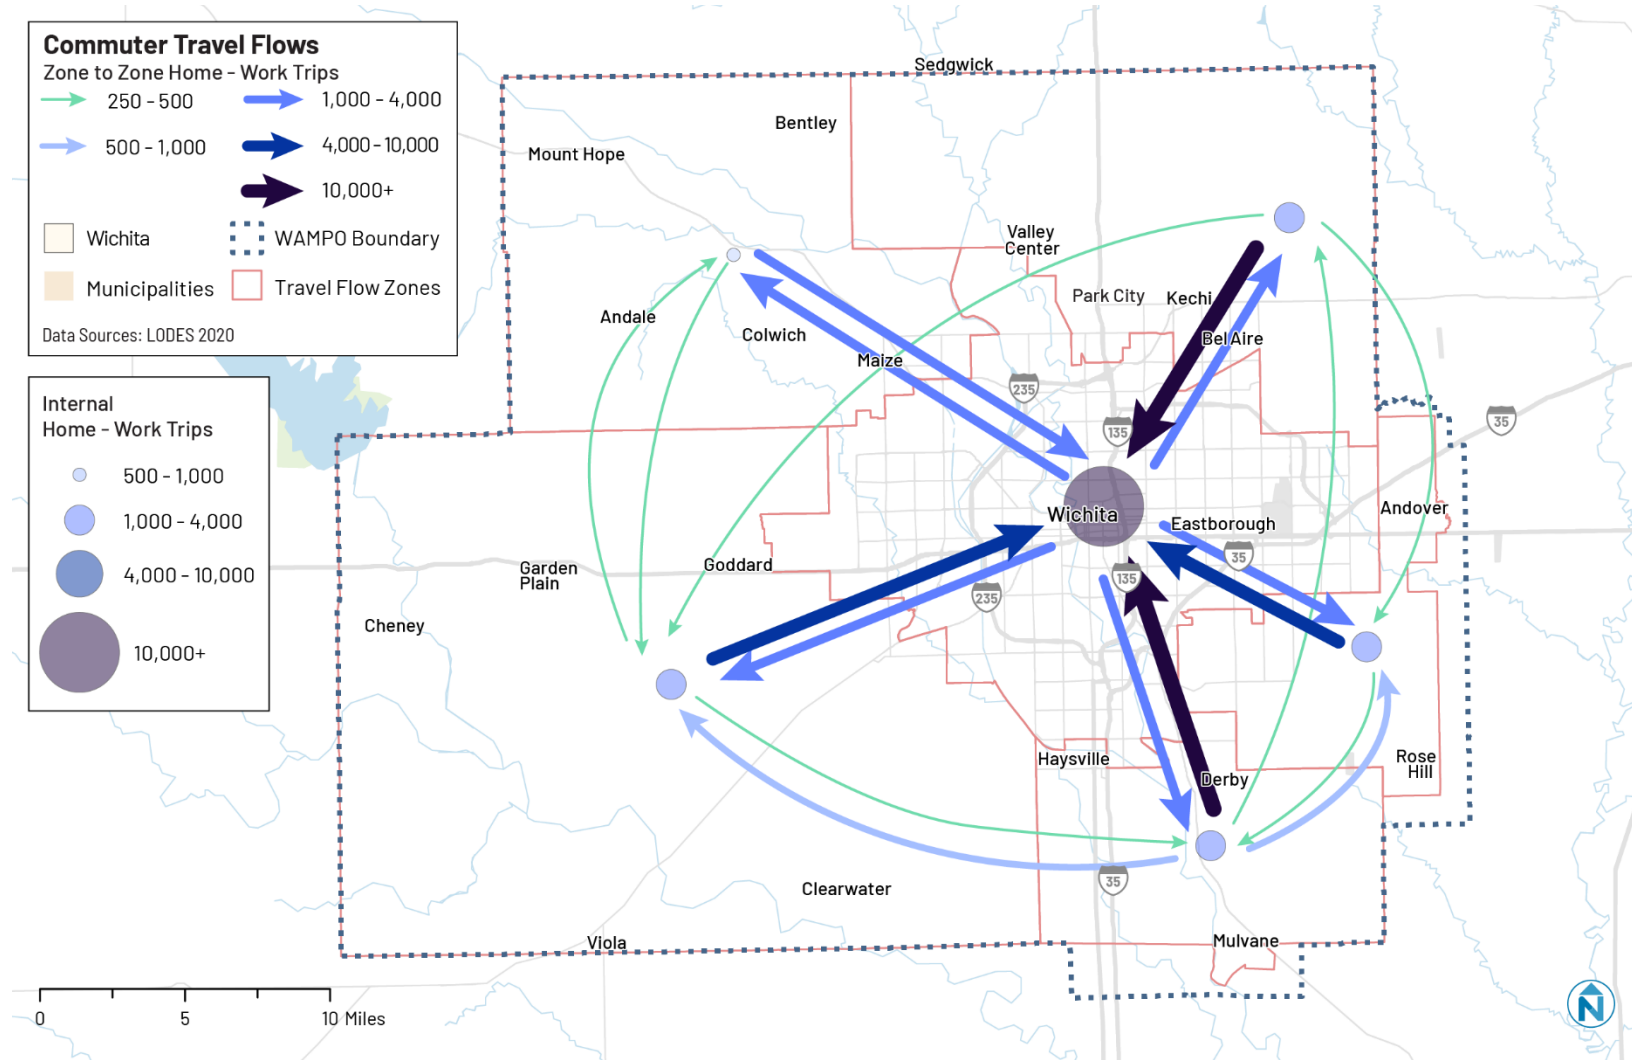 Commuter Travel Flows
Zone to Zone Home - Work Trips
250 - 500
1,000 - 4,000
500 - 1,000
4,000 - 10,000
10,000+
Wichita
WAMPO Boundary
Municipalities
Travel Flow Zones
Data Sources: LODES 2020
Internal
Home - Work Trips
500 - 1,000
1,000 - 4,000
4,000 - 10,000
10,000+
Sedgwick
Bentley
Mount Hope
Valley
Center
Park City
Kechi
Andale
Colwich
Bel Aire
Maize
235
135
35
Andover
Wichita
Eastborough
35
Goddard
Garden
Plain
135
235
Cheney
Haysville
Rose
Hill
Derby
35
Clearwater
Viola
Mulvane
0
5
10 Miles
N